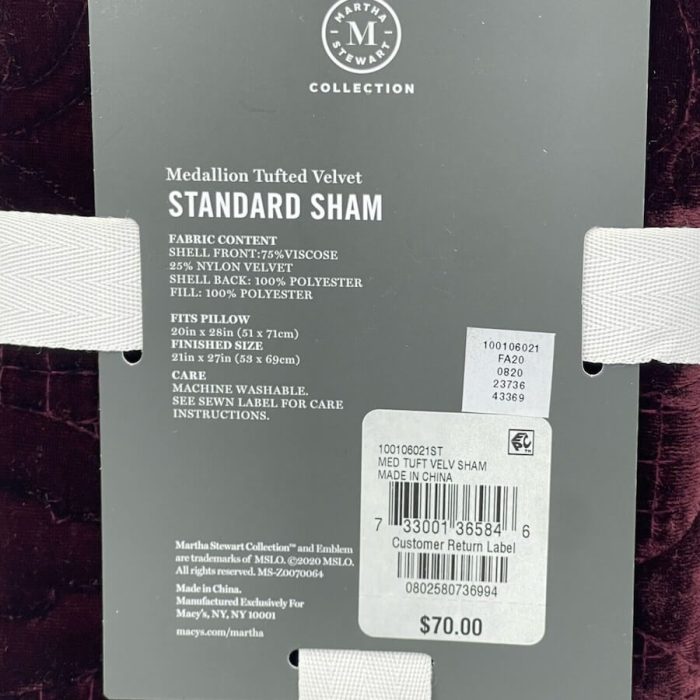 MARTHA
M
STEWART
COLLECTION
Medallion Tufted Velvet
STANDARD SHAM
FABRIC CONTENT
SHELL FRONT:75%VISCOSE
25% NYLON VELVET
SHELL BACK: 100% POLYESTER
FILL: 100% POLYESTER
FITS PILLOW
20in x 28in (51 x 71cm)
FINISHED SIZE
21in x 27in (53 x 69cm)
CARE
MACHINE WASHABLE.
SEE SEWN LABEL FOR CARE
INSTRUCTIONS.
100106021
FA20
0820
23736
43369
100106021ST
MED TUFT VELV SHAM
MADE IN CHINA
7 33001 36584 6
Customer Return Label
0802580736994
$70.00
Martha Stewart Collection™ and Emblem
are trademarks of MSLO. ©2020 MSLO.
All rights reserved. MS-Z0070064
Made in China.
Manufactured Exclusively For
Macy's, NY, NY 10001
macys.com/martha